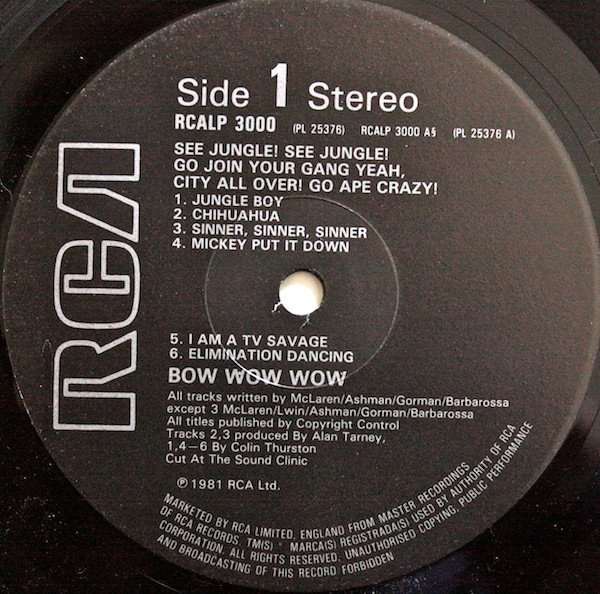 Side 1 Stereo
RCALP 3000 (PL 25376) RCALP 3000 A§ (PL 25376 A)
SEE JUNGLE! SEE JUNGLE!
GO JOIN YOUR GANG YEAH,
CITY ALL OVER! GO APE CRAZY!
1. JUNGLE BOY
2. CHIHUAHUA
3. SINNER, SINNER, SINNER
4. MICKEY PUT IT DOWN
RCA
5. I AM A TV SAVAGE
6. ELIMINATION DANCING
BOW WOW WOW
All tracks written by McLaren/Ashman/Gorman/Barbarossa
except 3 McLaren/Lwin/Ashman/Gorman/Barbarossa
All titles published by Copyright Control
Tracks 2,3 produced By Alan Tarney,
1,4–6 By Colin Thurston
Cut At The Sound Clinic
℗ 1981 RCA Ltd.
MARKETED BY RCA LIMITED, ENGLAND FROM MASTER RECORDINGS
OF RCA RECORDS. TM(S) ® MARCA(S) REGISTRADA(S) USED BY AUTHORITY OF RCA
CORPORATION. ALL RIGHTS RESERVED. UNAUTHORISED COPYING, PUBLIC PERFORMANCE
AND BROADCASTING OF THIS RECORD FORBIDDEN